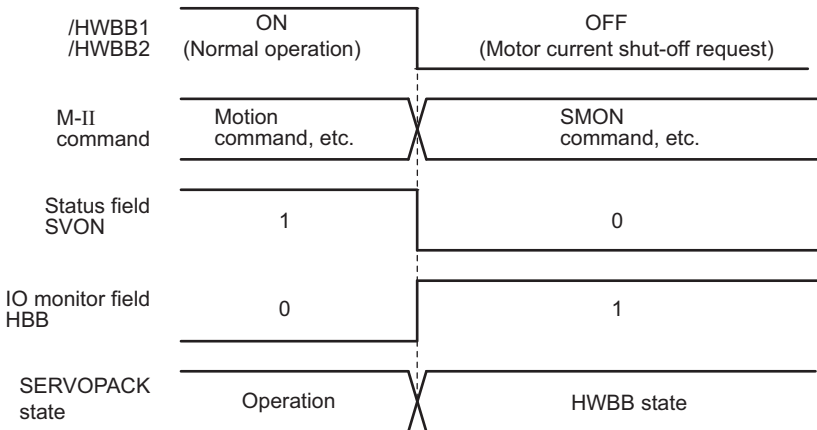 /HWBB1
/HWBB2
ON
(Normal operation)
OFF
(Motor current shut-off request)
M-II
command
Motion
command, etc.
SMON
command, etc.
Status field
SVON
1
0
IO monitor field
HBB
0
1
SERVOPACK
state
Operation
HWBB state